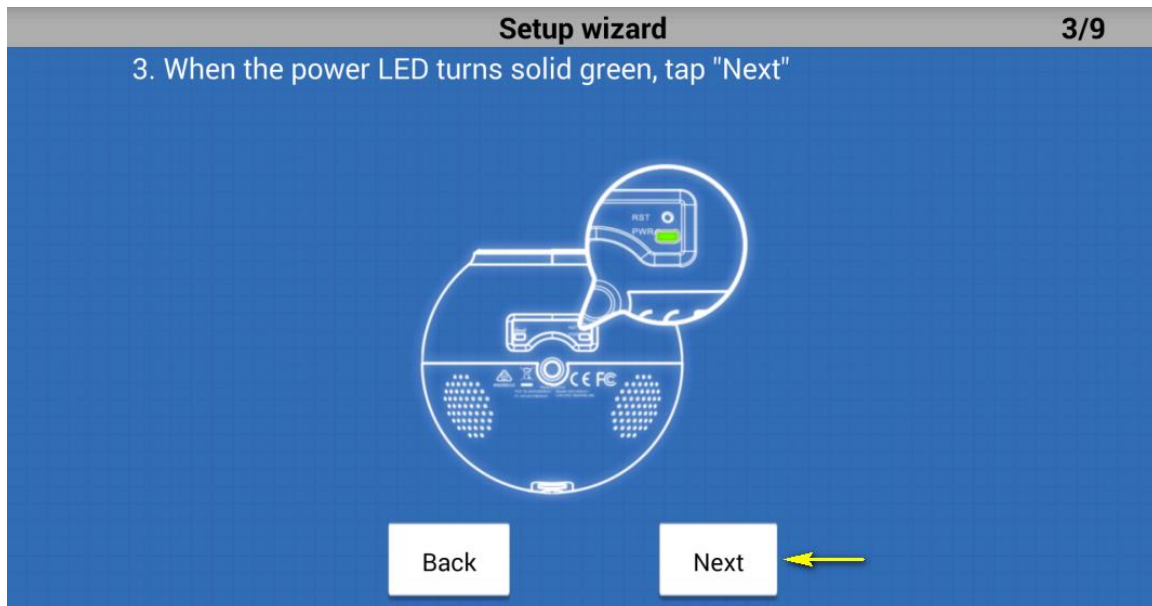 Setup wizard
3/9
3. When the power LED turns solid green, tap "Next"
RST
PWR
CE FC
Back
Next